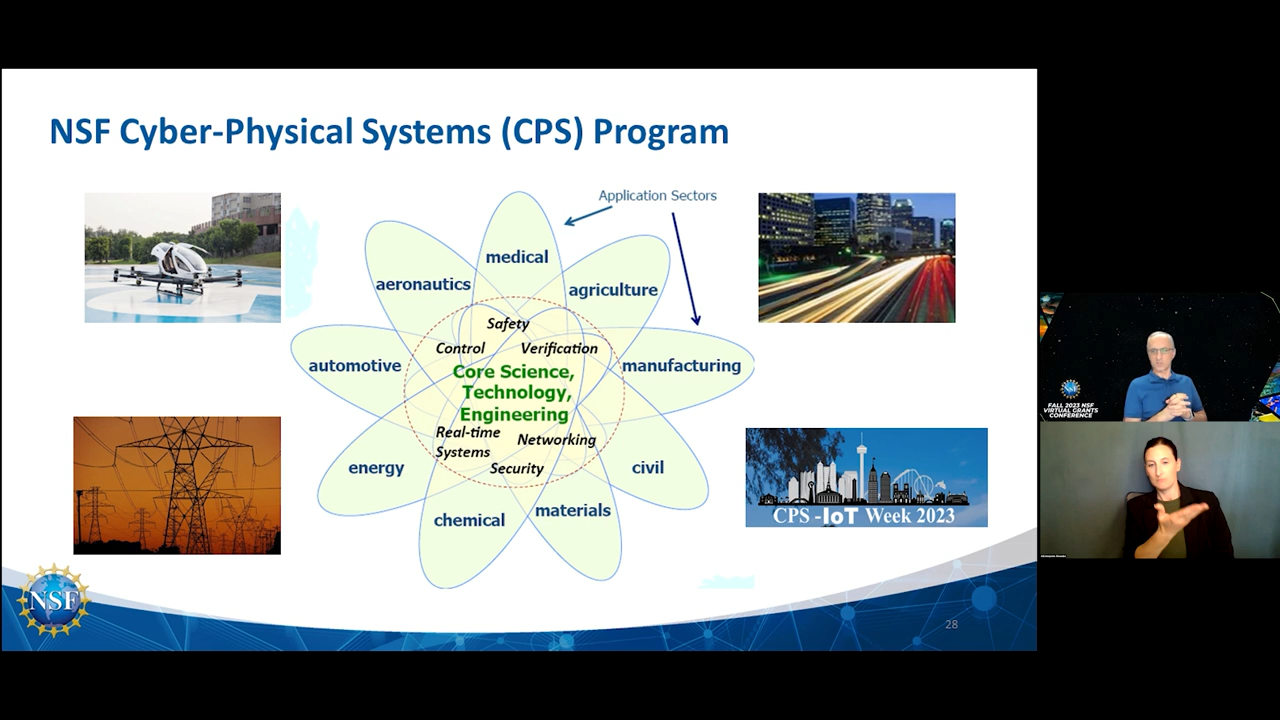 NSF Cyber-Physical Systems (CPS) Program
Application Sectors
medical
aeronautics
agriculture
Safety
Control
Verification
automotive
manufacturing
Core Science,
Technology,
Engineering
Real-time
Systems
Networking
Security
energy
civil
chemical
materials
CPS -IoT Week 2023
NSF
28
FALL 2023 NSF
VIRTUAL GRANTS
CONFERENCE